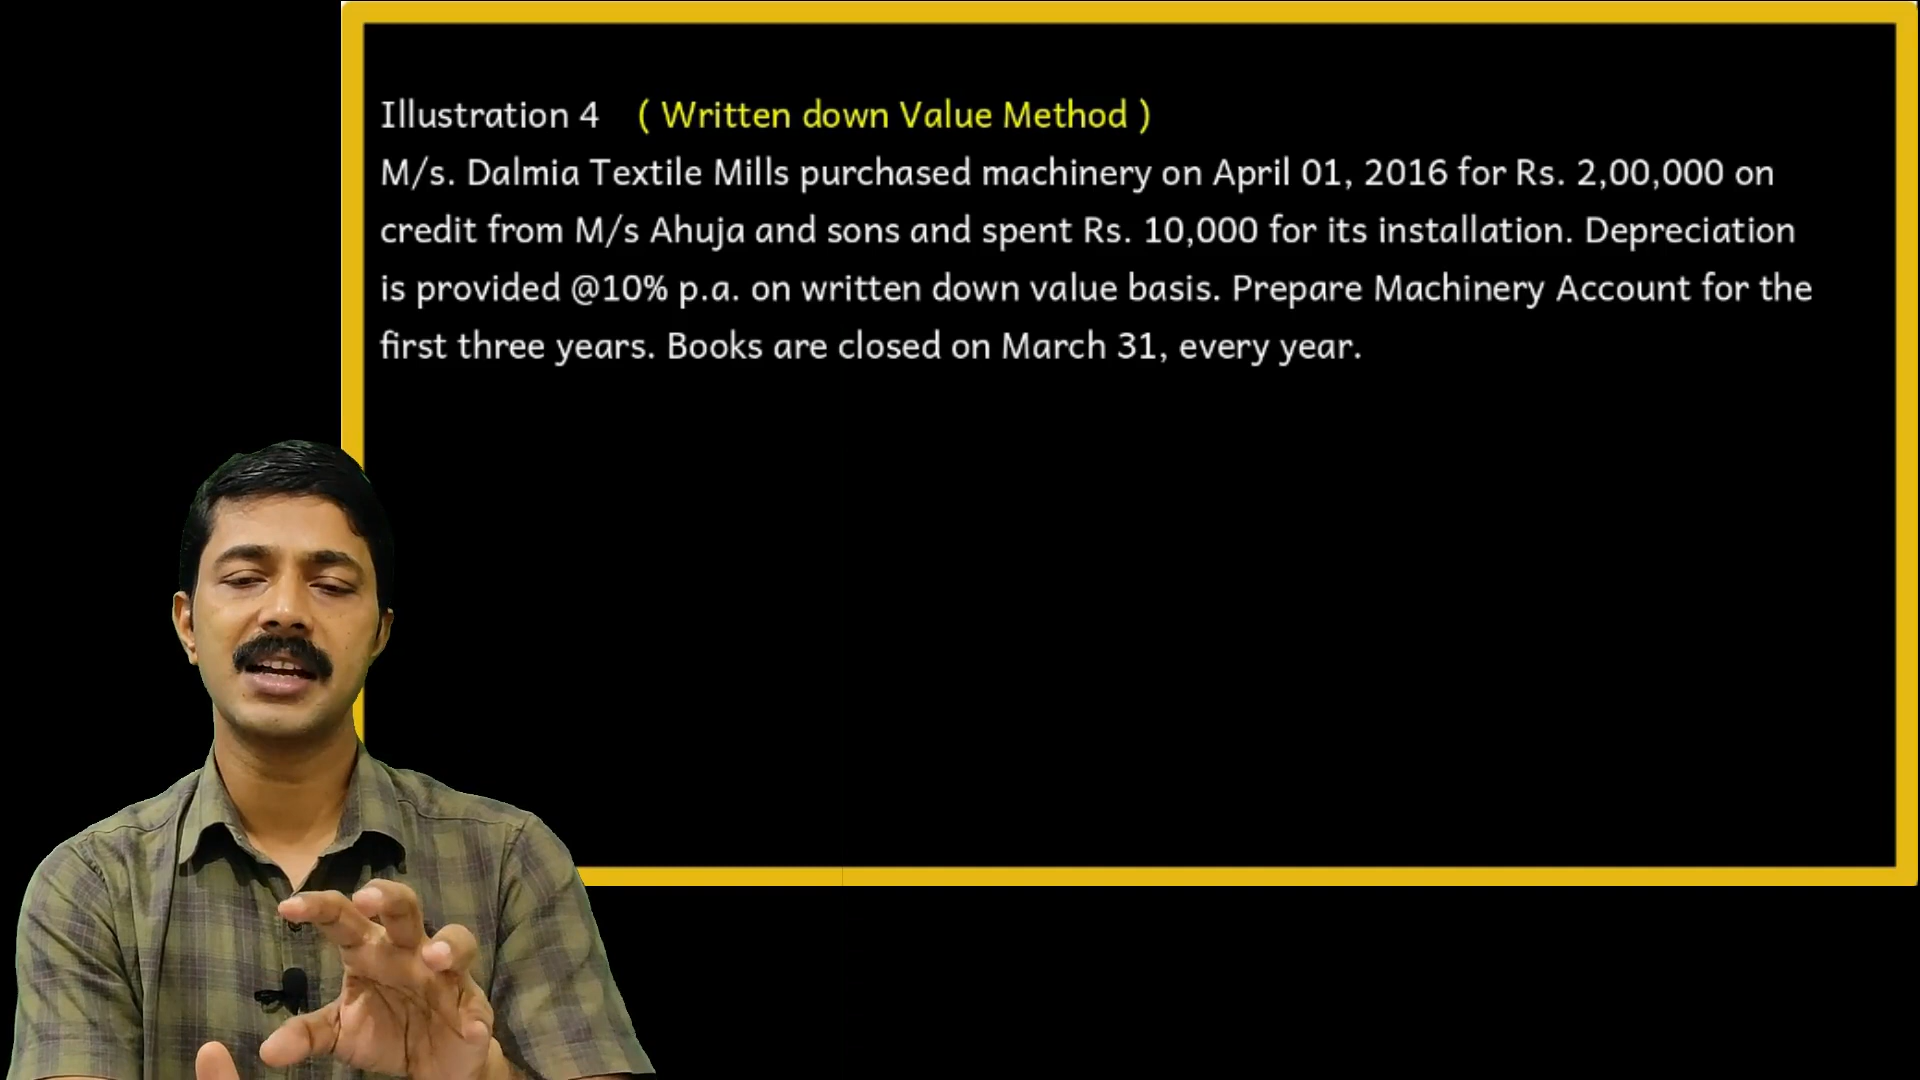 Illustration 4 ( Written down Value Method )
M/s. Dalmia Textile Mills purchased machinery on April 01, 2016 for Rs. 2,00,000 on
credit from M/s Ahuja and sons and spent Rs. 10,000 for its installation. Depreciation
is provided @10% p.a. on written down value basis. Prepare Machinery Account for the
first three years. Books are closed on March 31, every year.